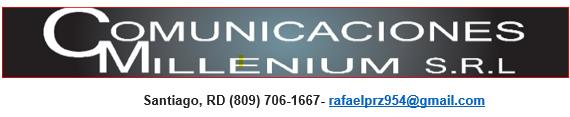 COMUNICACIONES
MILLENIUM S.R.L
Santiago, RD (809) 706-1667- rafaelprz954@gmail.com